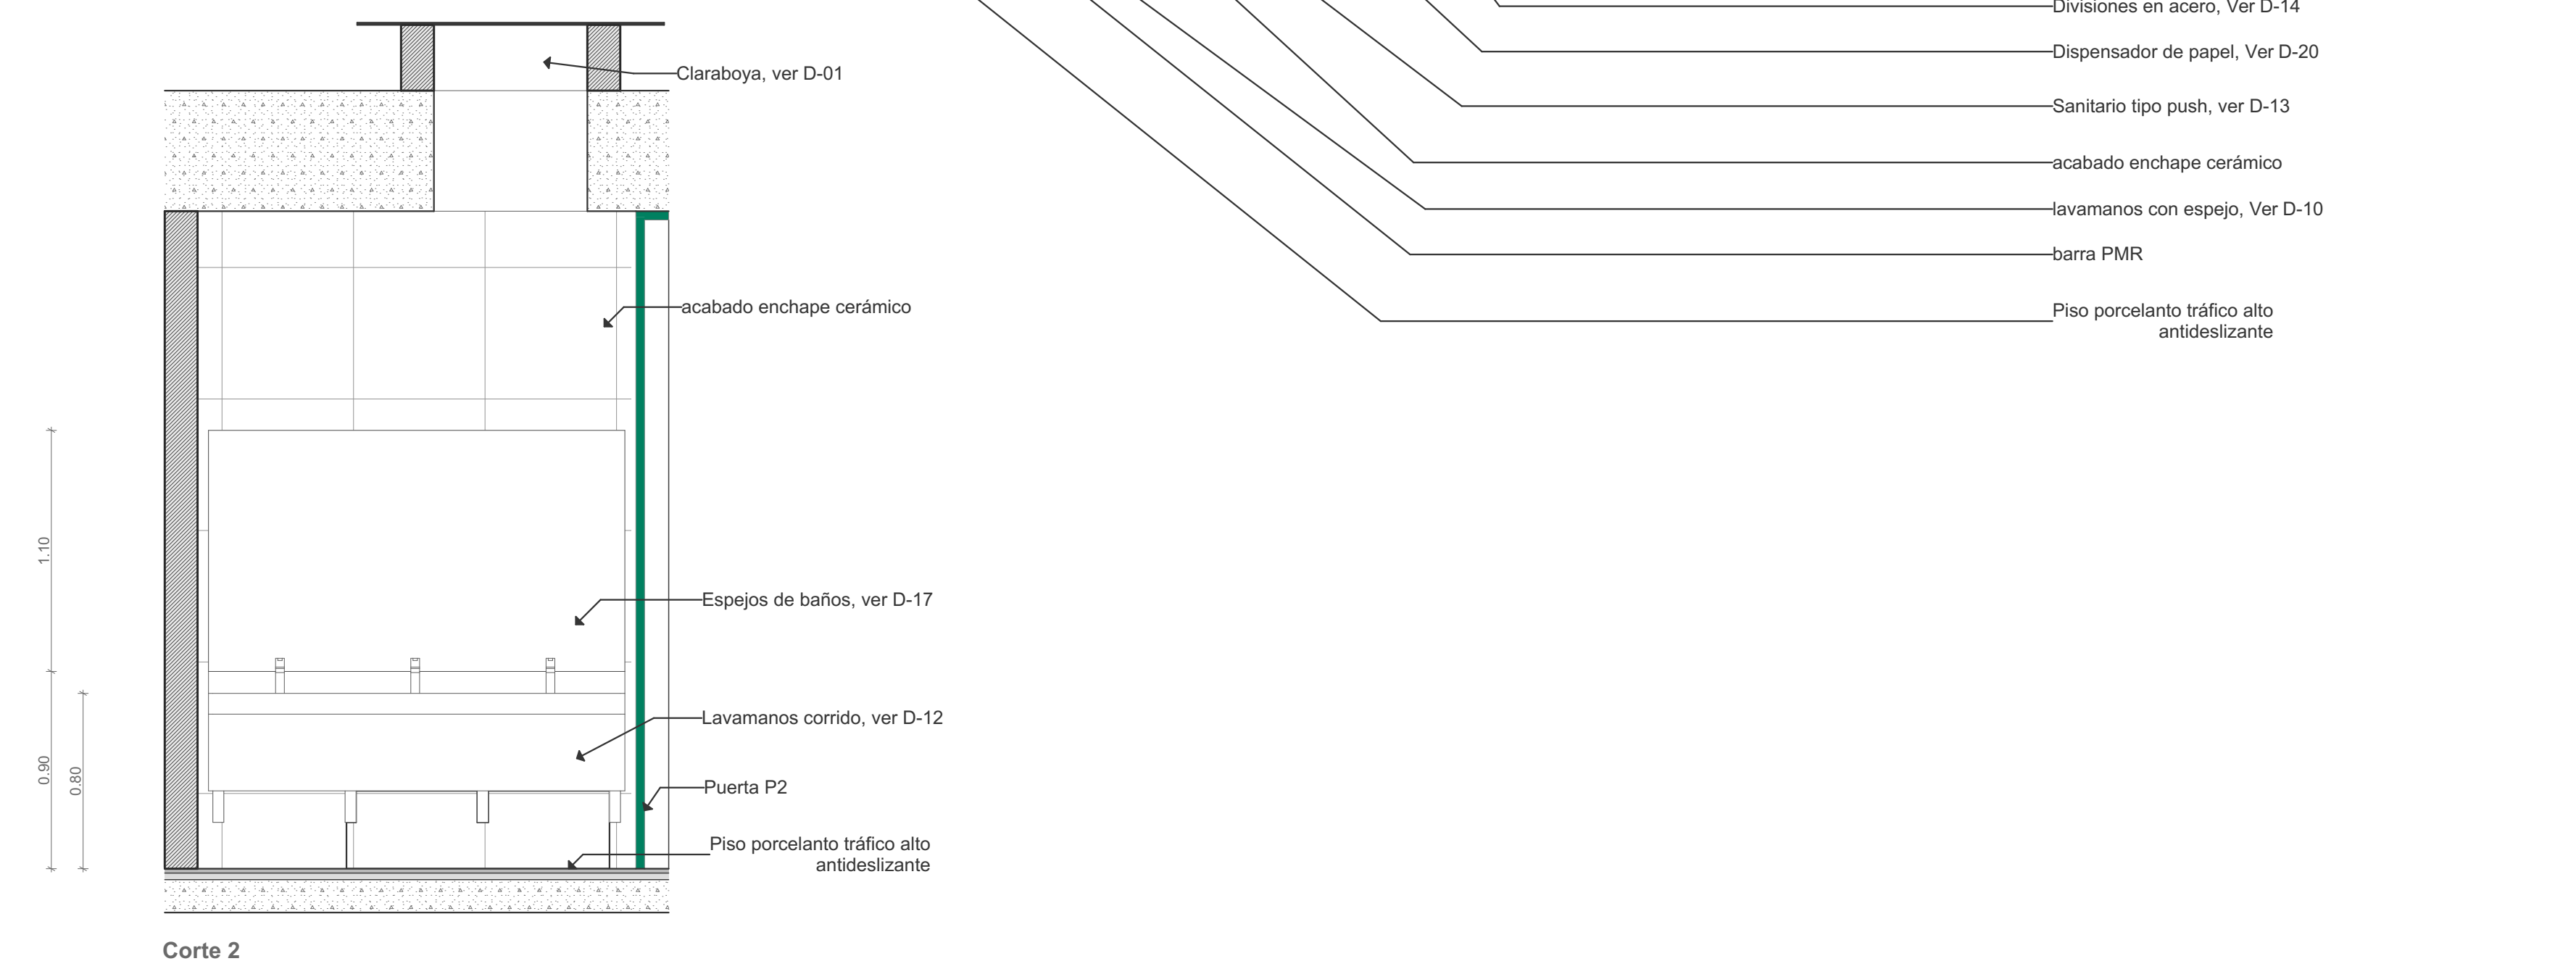 Claraboya, ver D-01
acabado enchape cerámico
1.10
Espejos de baños, ver D-17
Lavamanos corrido, ver D-12
0.90
0.80
Puerta P2
Piso porcelanto tráfico alto
antideslizante
Corte 2
Divisiones en acero, Ver D-14
Dispensador de papel, Ver D-20
Sanitario tipo push, ver D-13
acabado enchape cerámico
lavamanos con espejo, Ver D-10
barra PMR
Piso porcelanto tráfico alto
antideslizante